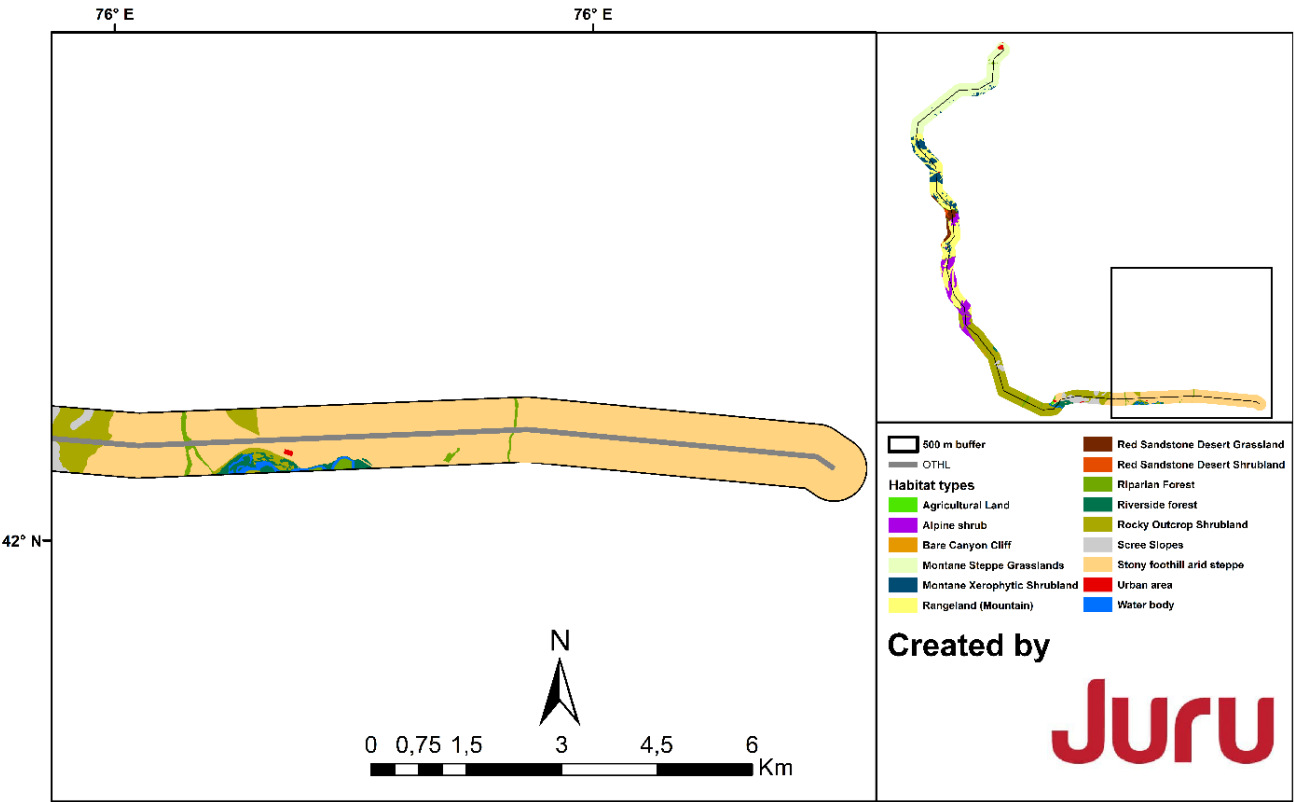 76° E 76° E
42° N
N
0 0,75 1,5 3 4,5 6
Km
500 m buffer
OTHL
Habitat types
Agricultural Land
Alpine shrub
Bare Canyon Cliff
Montane Steppe Grasslands
Montane Xerophytic Shrubland
Rangeland (Mountain)
Red Sandstone Desert Grassland
Red Sandstone Desert Shrubland
Riparian Forest
Riverside forest
Rocky Outcrop Shrubland
Scree Slopes
Stony foothill arid steppe
Urban area
Water body
Created by
Juru